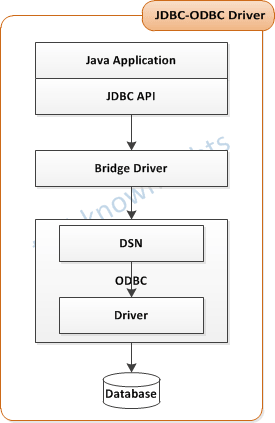 JDBC-ODBC Driver
Java Application
JDBC API
Bridge Driver
DSN
ODBC
Driver
Database